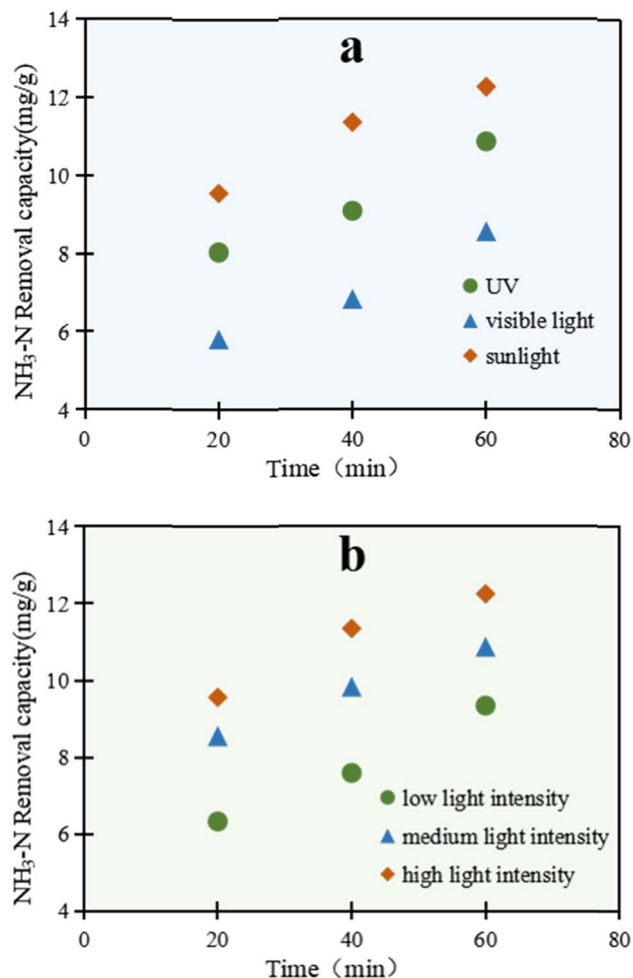 a
14
12
10
8
6
4
NH₃-N Removal capacity(mg/g)
UV
visible light
sunlight
0 20 40 60 80
Time（min）
b
14
12
10
8
6
4
NH₃-N Removal capacity(mg/g)
low light intensity
medium light intensity
high light intensity
0 20 40 60 80
Time（min）